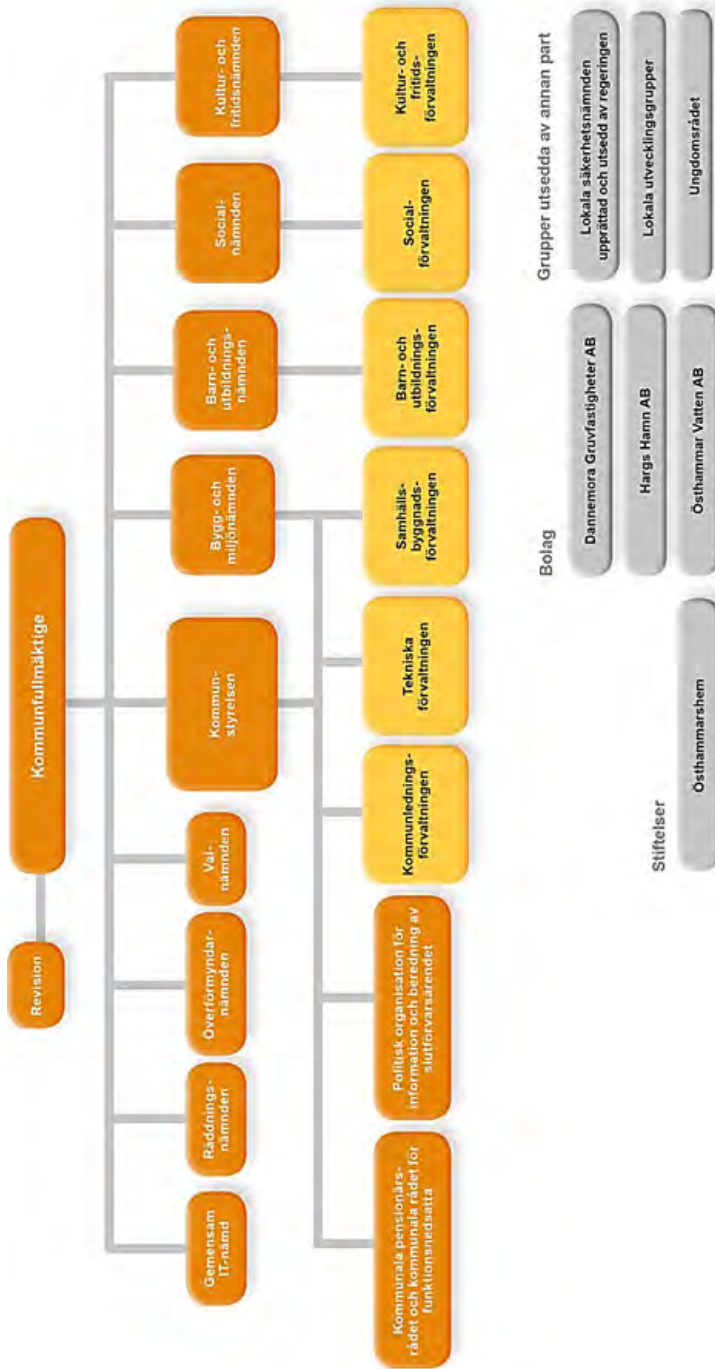 Kommunfullmäktige
Revision
Gemensam
IT-nämd
Räddnings-
nämnden
Överförmyndar-
nämnden
Val-
nämnden
Kommun-
styrelsen
Bygg- och
miljönämnden
Barn- och
utbildnings-
nämnden
Social-
nämnden
Kultur- och
fritidsnämnden
Kommunala pensionärs-
rådet och kommunala rådet för
funktionsnedsatta
Politisk organisation för
information och beredning av
slutförvarsärendet
Kommunlednings-
förvaltningen
Tekniska
förvaltningen
Samhälls-
byggnads-
förvaltningen
Barn- och
utbildnings-
förvaltningen
Social-
förvaltningen
Kultur- och
fritids-
förvaltningen
Stiftelser
Östhammarshem
Bolag
Dannemora Gruvfastigheter AB
Hargs Hamn AB
Östhammar Vatten AB
Grupper utsedda av annan part
Lokala säkerhetsnämnden
upprättad och utsedd av regeringen
Lokala utvecklingsgrupper
Ungdomsrådet